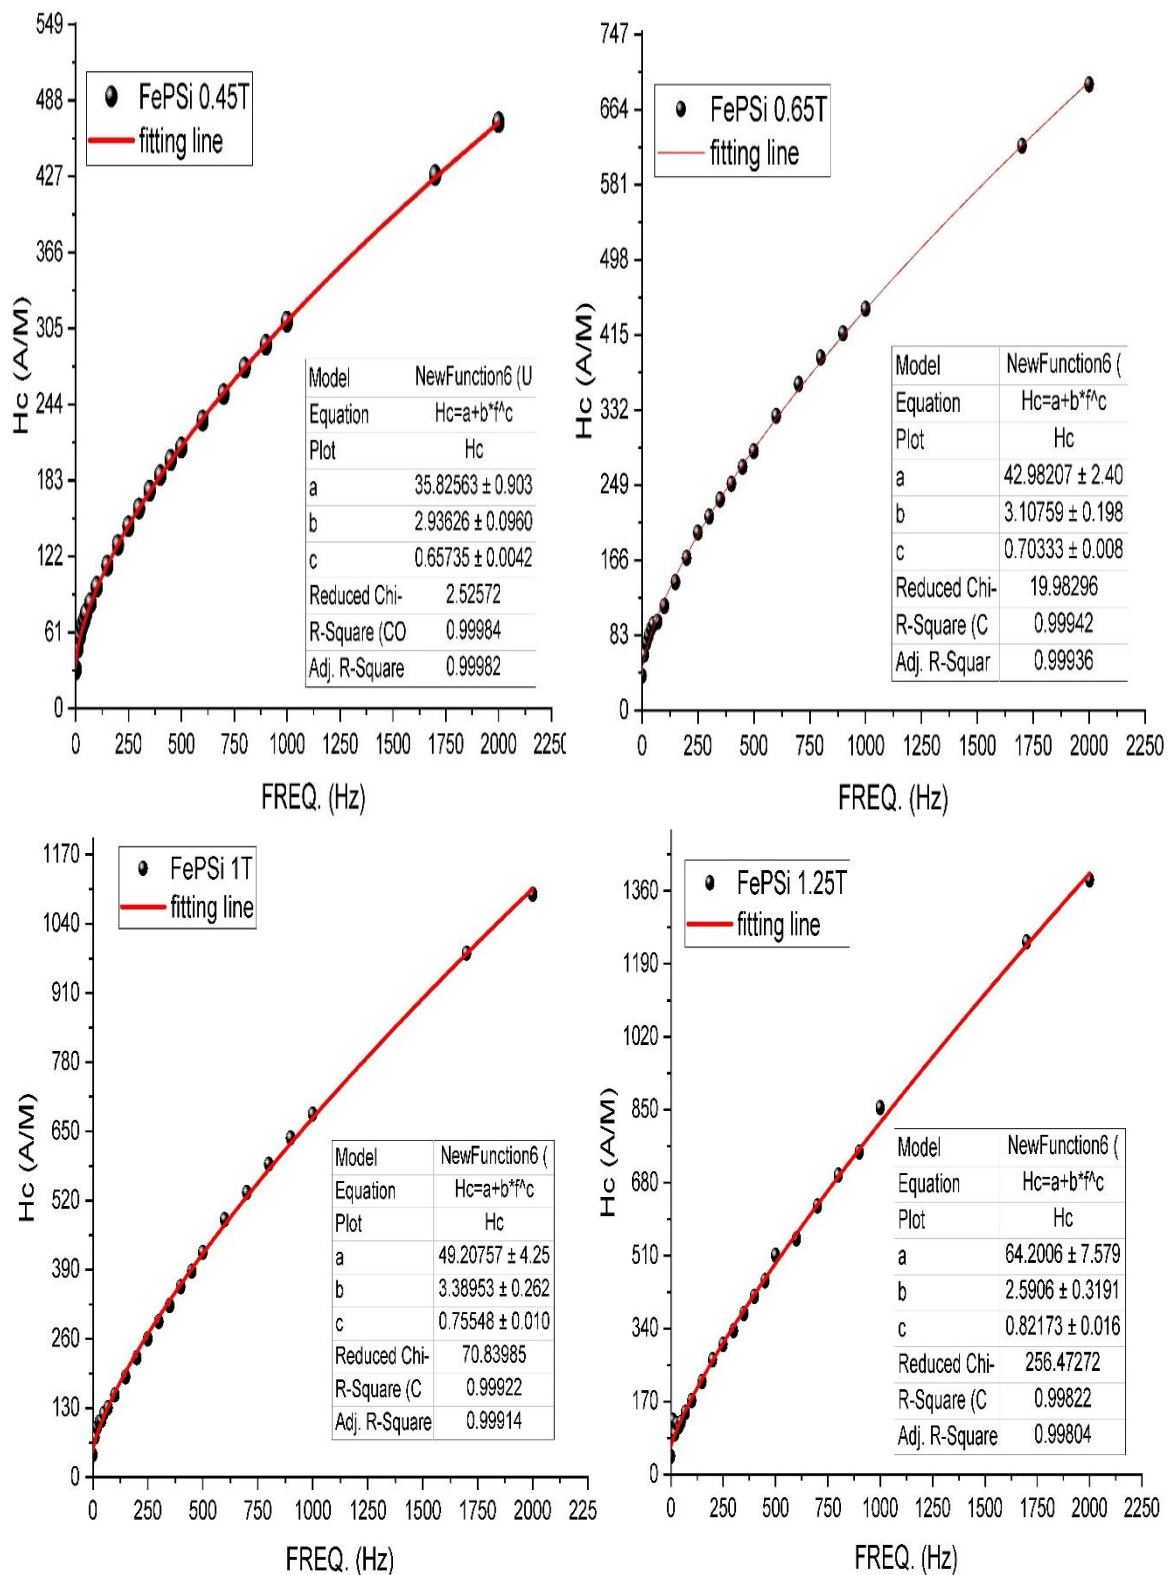 549
488
427
366
305
244
183
122
61
0
Hc (A/M)
FePSi 0.45T
fitting line
Model NewFunction6 (U
Equation Hc=a+b*f^c
Plot Hc
a 35.82563 ± 0.903
b 2.93626 ± 0.0960
c 0.65735 ± 0.0042
Reduced Chi- 2.52572
R-Square (CO 0.99984
Adj. R-Square 0.99982
0 250 500 750 1000 1250 1500 1750 2000 2250
FREQ. (Hz)
747
664
581
498
415
332
249
166
83
0
Hc (A/M)
FePSi 0.65T
fitting line
Model NewFunction6 (
Equation Hc=a+b*f^c
Plot Hc
a 42.98207 ± 2.40
b 3.10759 ± 0.198
c 0.70333 ± 0.008
Reduced Chi- 19.98296
R-Square (C 0.99942
Adj. R-Squar 0.99936
0 250 500 750 1000 1250 1500 1750 2000 2250
FREQ. (Hz)
1170
1040
910
780
650
520
390
260
130
0
Hc (A/M)
FePSi 1T
fitting line
Model NewFunction6 (
Equation Hc=a+b*f^c
Plot Hc
a 49.20757 ± 4.25
b 3.38953 ± 0.262
c 0.75548 ± 0.010
Reduced Chi- 70.83985
R-Square (C 0.99922
Adj. R-Square 0.99914
0 250 500 750 1000 1250 1500 1750 2000 2250
FREQ. (Hz)
1360
1190
1020
850
680
510
340
170
0
Hc (A/M)
FePSi 1.25T
fitting line
Model NewFunction6 (
Equation Hc=a+b*f^c
Plot Hc
a 64.2006 ± 7.579
b 2.5906 ± 0.3191
c 0.82173 ± 0.016
Reduced Chi- 256.47272
R-Square (C 0.99822
Adj. R-Square 0.99804
0 250 500 750 1000 1250 1500 1750 2000 2250
FREQ. (Hz)